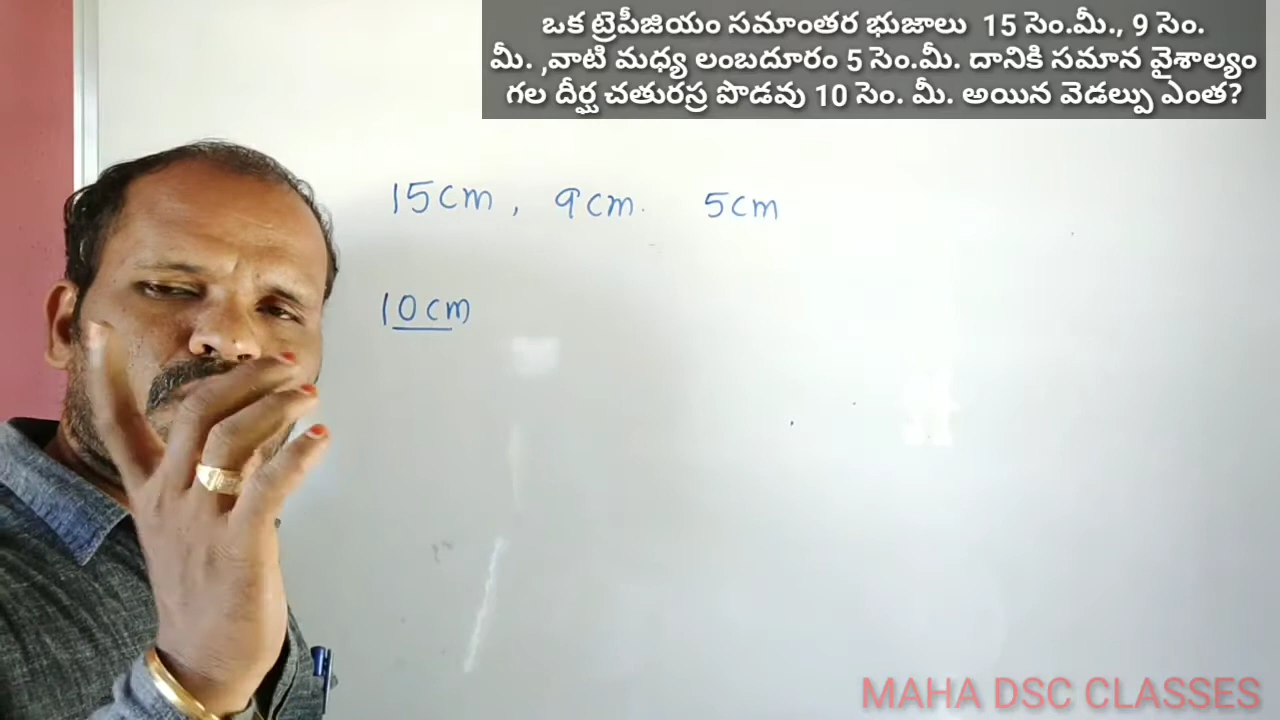 ఒక ట్రెపీజియం సమాంతర భుజాలు 15 సెం.మీ., 9 సెం.
మీ. ,వాటి మధ్య లంబదూరం 5 సెం.మీ. దానికి సమాన వైశాల్యం
గల దీర్ఘ చతురస్ర పొడవు 10 సెం. మీ. అయిన వెడల్పు ఎంత?
15cm, 9cm. 5cm
10cm
MAHA DSC CLASSES